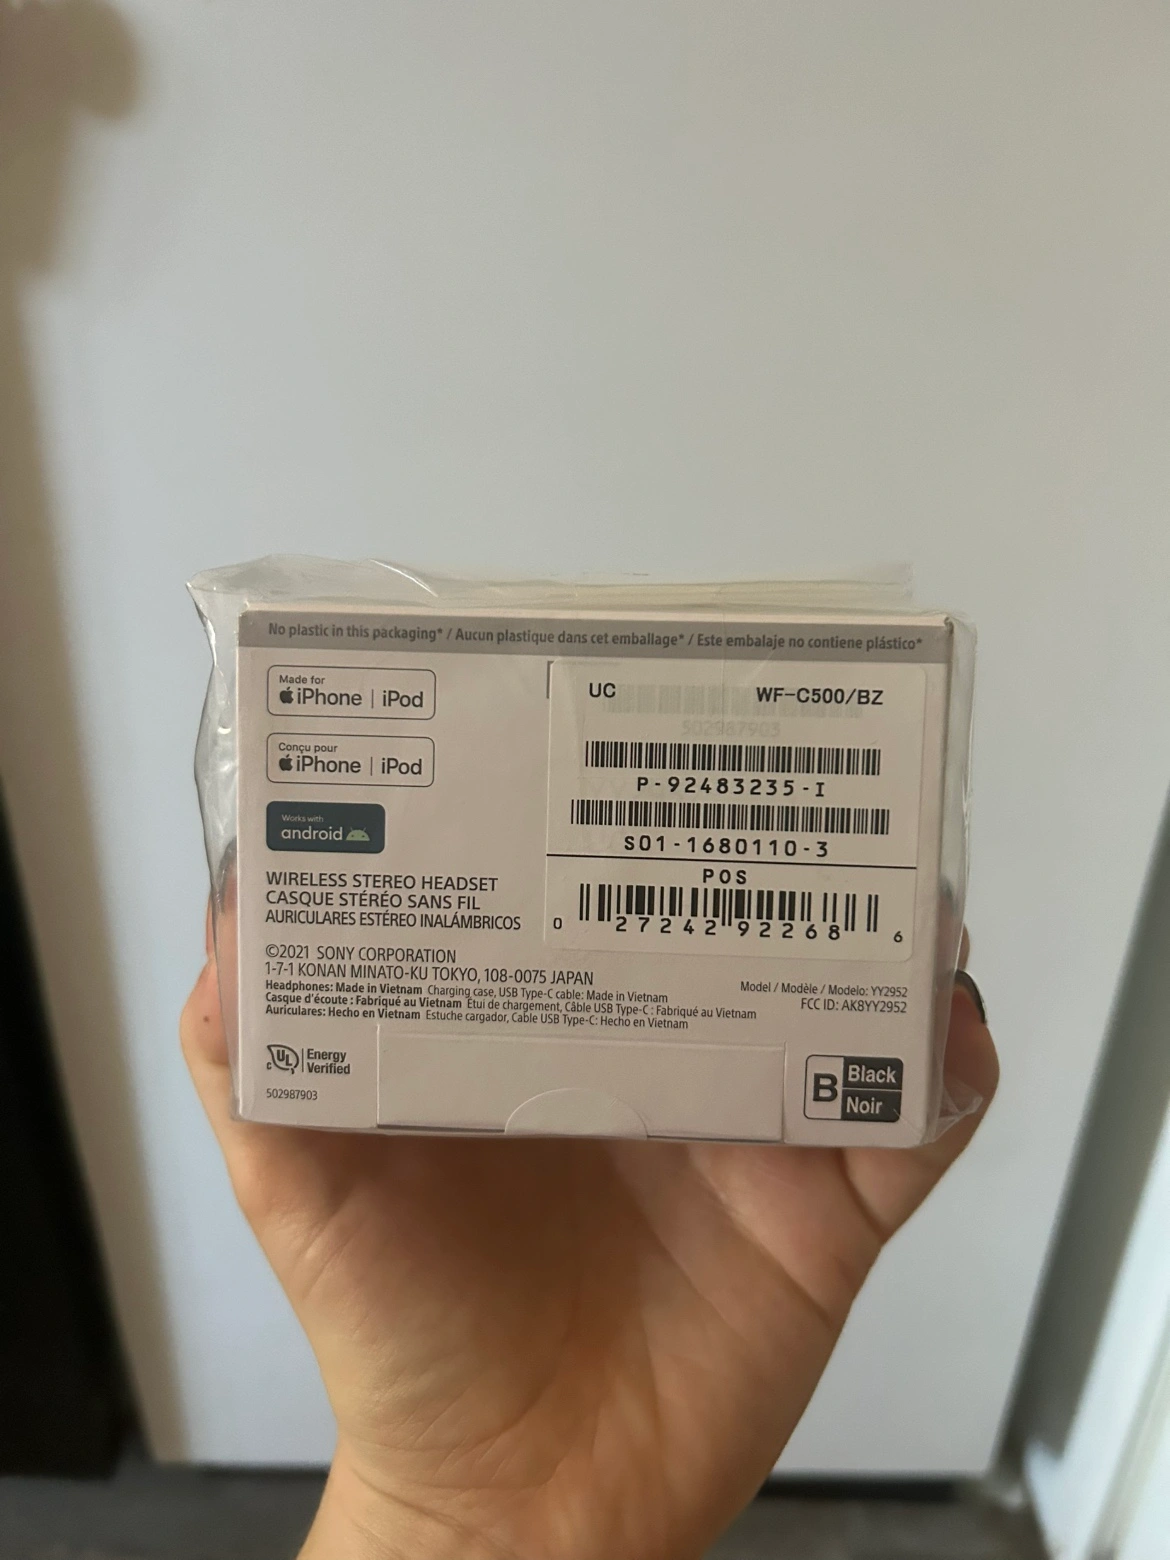 No plastic in this packaging* / Aucun plastique dans cet emballage* / Este embalaje no contiene plástico*
Made for
iPhone | iPod
Conçu pour
iPhone | iPod
Works with
android
WIRELESS STEREO HEADSET
CASQUE STÉRÉO SANS FIL
AURICULARES ESTÉREO INALÁMBRICOS
©2021 SONY CORPORATION
1-7-1 KONAN MINATO-KU TOKYO, 108-0075 JAPAN
Headphones: Made in Vietnam Charging case, USB Type-C cable: Made in Vietnam
Casque d'écoute : Fabriqué au Vietnam Étui de chargement, Câble USB Type-C : Fabriqué au Vietnam
Auriculares: Hecho en Vietnam Estuche cargador, Cable USB Type-C: Hecho en Vietnam
c UL Energy
Verified
502987903
UC WF-C500/BZ
502987903
P-92483235-I
S01-1680110-3
POS
0 27242 92268 6
Model / Modèle / Modelo: YY2952
FCC ID: AK8YY2952
B Black
Noir